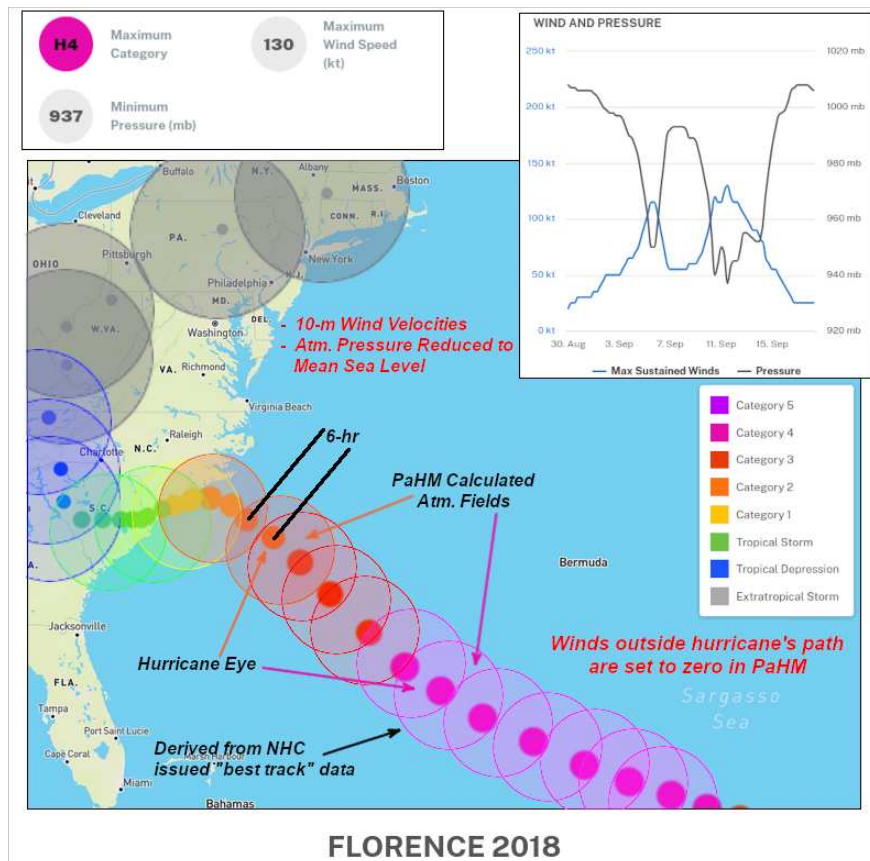 H4
Maximum
Category
130
Maximum
Wind Speed
(kt)
937
Minimum
Pressure (mb)
WIND AND PRESSURE
250 kt
1020 mb
200 kt
1000 mb
150 kt
980 mb
100 kt
960 mb
50 kt
940 mb
0 kt
920 mb
30. Aug
3. Sep
7. Sep
11. Sep
15. Sep
Max Sustained Winds
Pressure
Buffalo
N.Y.
Albany
MASS.
Boston
CONN.
R.I.
Cleveland
PA.
New York
OHIO
Pittsburgh
N.J.
Philadelphia
MD.
DEL.
W.VA.
Washington
- 10-m Wind Velocities
- Atm. Pressure Reduced to
Mean Sea Level
VA.
Richmond
Virginia Beach
Raleigh
N.C.
Charlotte
6-hr
PaHM Calculated
Atm. Fields
S.C.
Category 5
Category 4
Category 3
Category 2
Category 1
Tropical Storm
Tropical Depression
Extratropical Storm
Bermuda
Jacksonville
Hurricane Eye
Winds outside hurricane's path
are set to zero in PaHM
Sargasso
Sea
FLA.
Tampa
Port Saint Lucie
Cape Coral
Miami
Derived from NHC
issued "best track" data
Marsh Harbour
Bahamas
FLORENCE 2018